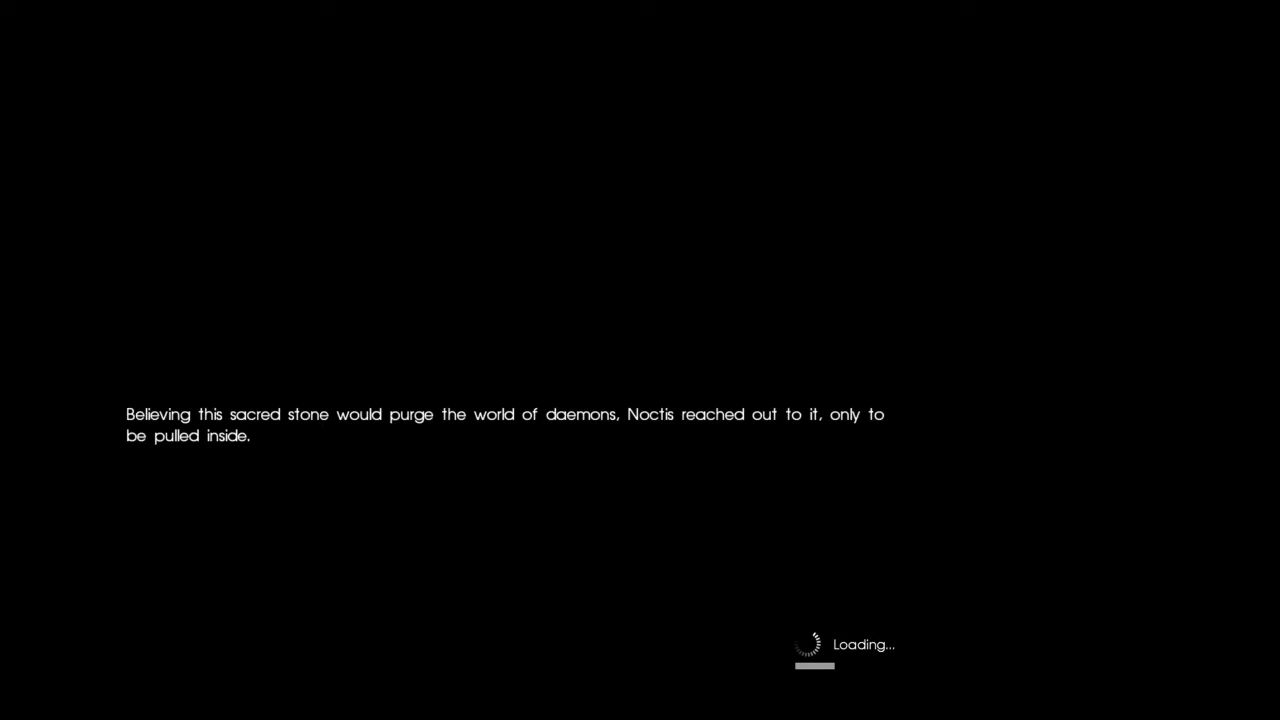 Believing this sacred stone would purge the world of daemons, Noctis reached out to it, only to
be pulled inside.
Loading...